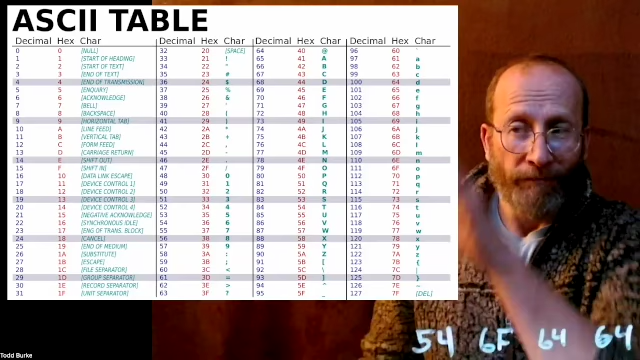 ASCII TABLE
Decimal Hex Char Decimal Hex Char Decimal Hex Char Decimal Hex Char
0 0 [NULL] 32 20 [SPACE] 64 40 @ 96 60 `
1 1 [START OF HEADING] 33 21 ! 65 41 A 97 61 a
2 2 [START OF TEXT] 34 22 " 66 42 B 98 62 b
3 3 [END OF TEXT] 35 23 # 67 43 C 99 63 c
4 4 [END OF TRANSMISSION] 36 24 $ 68 44 D 100 64 d
5 5 [ENQUIRY] 37 25 % 69 45 E 101 65 e
6 6 [ACKNOWLEDGE] 38 26 & 70 46 F 102 66 f
7 7 [BELL] 39 27 ' 71 47 G 103 67 g
8 8 [BACKSPACE] 40 28 ( 72 48 H 104 68 h
9 9 [HORIZONTAL TAB] 41 29 ) 73 49 I 105 69 i
10 A [LINE FEED] 42 2A * 74 4A J 106 6A j
11 B [VERTICAL TAB] 43 2B + 75 4B K 107 6B k
12 C [FORM FEED] 44 2C , 76 4C L 108 6C l
13 D [CARRIAGE RETURN] 45 2D - 77 4D M 109 6D m
14 E [SHIFT OUT] 46 2E . 78 4E N 110 6E n
15 F [SHIFT IN] 47 2F / 79 4F O 111 6F o
16 10 [DATA LINK ESCAPE] 48 30 0 80 50 P 112 70 p
17 11 [DEVICE CONTROL 1] 49 31 1 81 51 Q 113 71 q
18 12 [DEVICE CONTROL 2] 50 32 2 82 52 R 114 72 r
19 13 [DEVICE CONTROL 3] 51 33 3 83 53 S 115 73 s
20 14 [DEVICE CONTROL 4] 52 34 4 84 54 T 116 74 t
21 15 [NEGATIVE ACKNOWLEDGE] 53 35 5 85 55 U 117 75 u
22 16 [SYNCHRONOUS IDLE] 54 36 6 86 56 V 118 76 v
23 17 [ENG OF TRANS. BLOCK] 55 37 7 87 57 W 119 77 w
24 18 [CANCEL] 56 38 8 88 58 X 120 78 x
25 19 [END OF MEDIUM] 57 39 9 89 59 Y 121 79 y
26 1A [SUBSTITUTE] 58 3A : 90 5A Z 122 7A z
27 1B [ESCAPE] 59 3B ; 91 5B [ 123 7B {
28 1C [FILE SEPARATOR] 60 3C < 92 5C \ 124 7C |
29 1D [GROUP SEPARATOR] 61 3D = 93 5D ] 125 7D }
30 1E [RECORD SEPARATOR] 62 3E > 94 5E ^ 126 7E ~
31 1F [UNIT SEPARATOR] 63 3F ? 95 5F _ 127 7F [DEL]
54 6F 64 64
Todd Burke